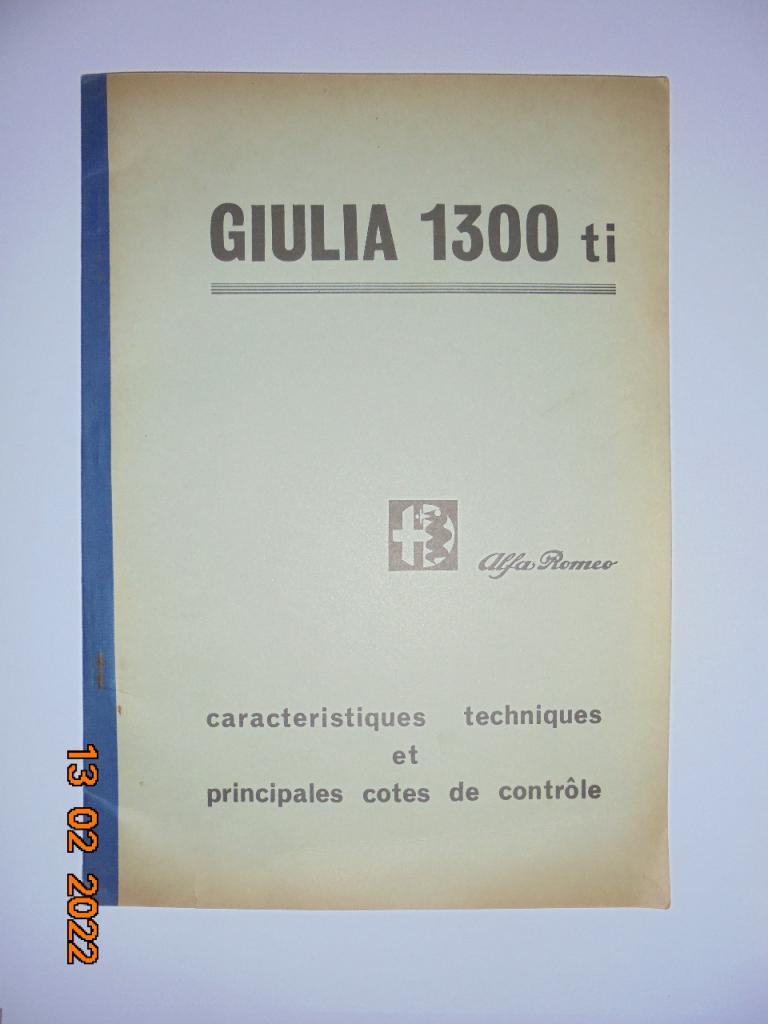 GIULIA 1300 ti
Alfa Romeo
caracteristiques techniques
et
principales cotes de contrôle
13 02 2022